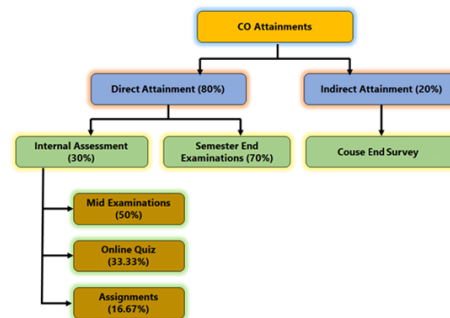 CO Attainments
Direct Attainment (80%)
Indirect Attainment (20%)
Internal Assessment
(30%)
Semester End
Examinations (70%)
Couse End Survey
Mid Examinations
(50%)
Online Quiz
(33.33%)
Assignments
(16.67%)